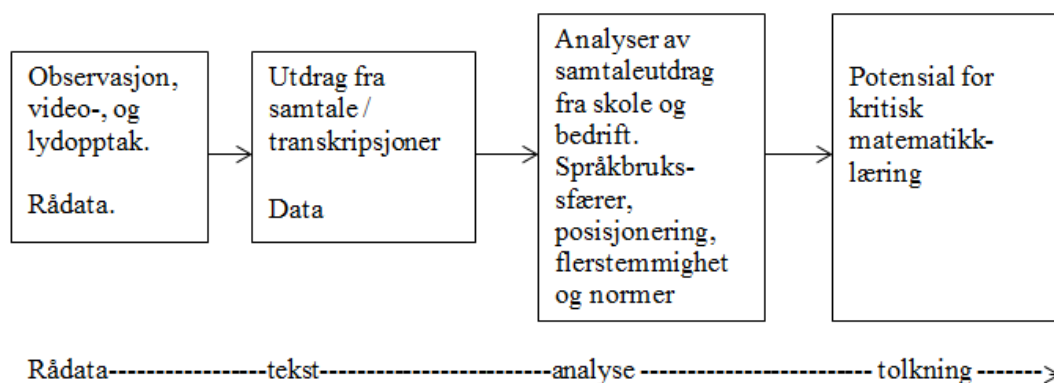 Observasjon,
video-, og
lydopptak.
Rådata.
Utdrag fra
samtale /
transkripsjoner
Data
Analyser av
samtaleutdrag
fra skole og
bedrift.
Språkbruks-
sfærer,
posisjonering,
flerstemmighet
og normer
Potensial for
kritisk
matematikk-
læring
Rådata-----------------tekst-------------------------analyse ------------------------- tolkning ------->